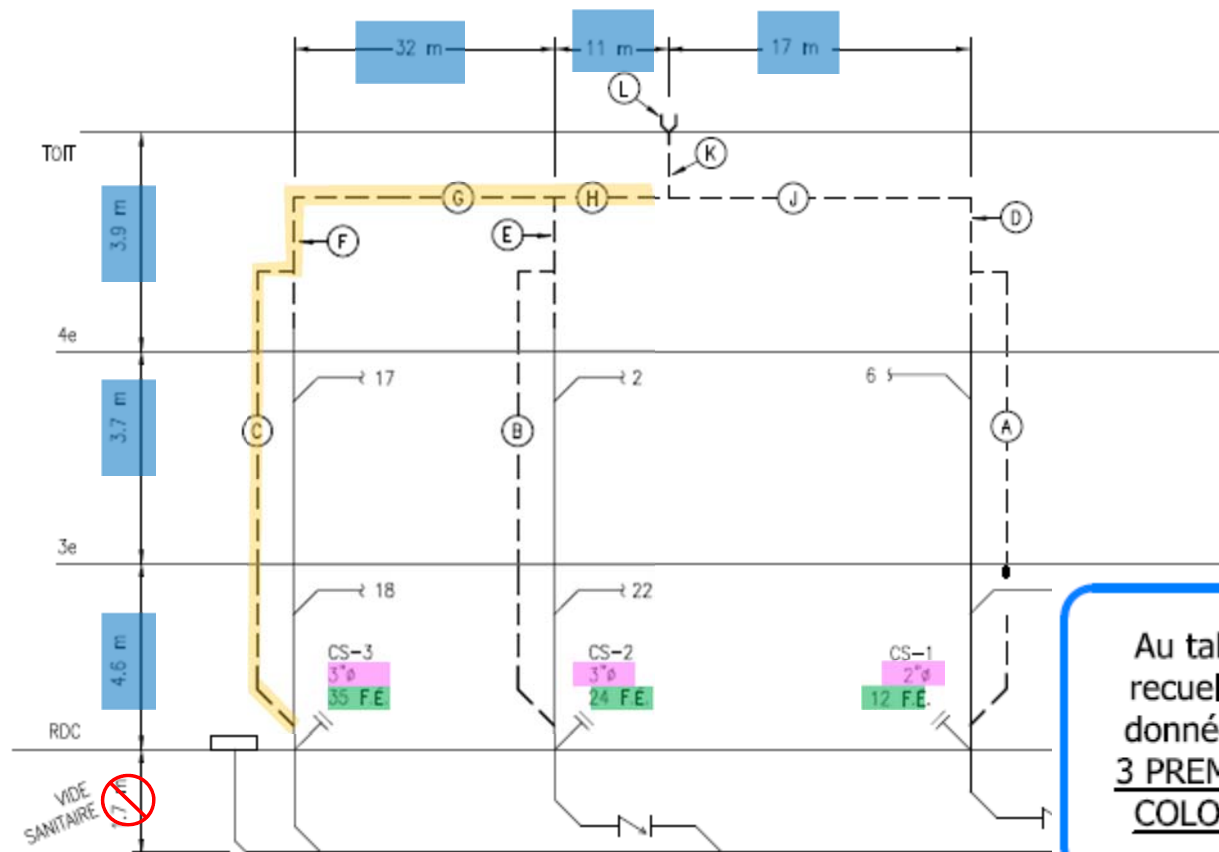 32 m
11 m
17 m
L
TOIT
K
G
H
J
D
3.9 m
F
E
4e
17
2
6
3.7 m
C
B
A
3e
18
22
4.6 m
CS-3
3"ø
35 F.É.
CS-2
3"ø
24 F.É.
CS-1
2"ø
12 F.É.
RDC
VIDE
SANITAIRE
.7 m
Au tal
recuel
donné
3 PREM
COLO